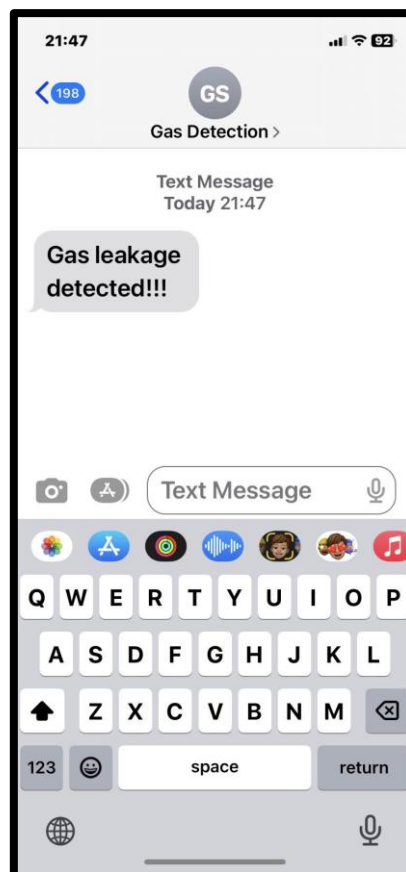 21:47
92
198
GS
Gas Detection >
Text Message
Today 21:47
Gas leakage
detected!!!
Text Message
Q W E R T Y U I O P
A S D F G H J K L
Z X C V B N M
123 space return